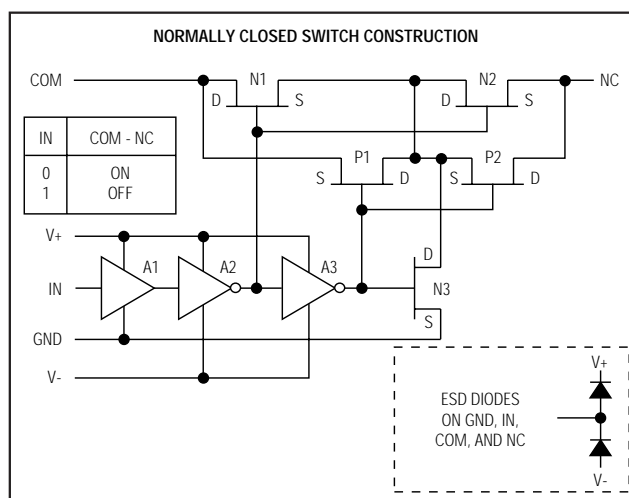 NORMALLY CLOSED SWITCH CONSTRUCTION
COM N1 N2 NC
D S D S
IN COM - NC
0 ON
1 OFF
P1 P2
S D S D
V+
A1 A2 A3 D
IN N3
S
GND
V-
V+
ESD DIODES
ON GND, IN,
COM, AND NC
V-